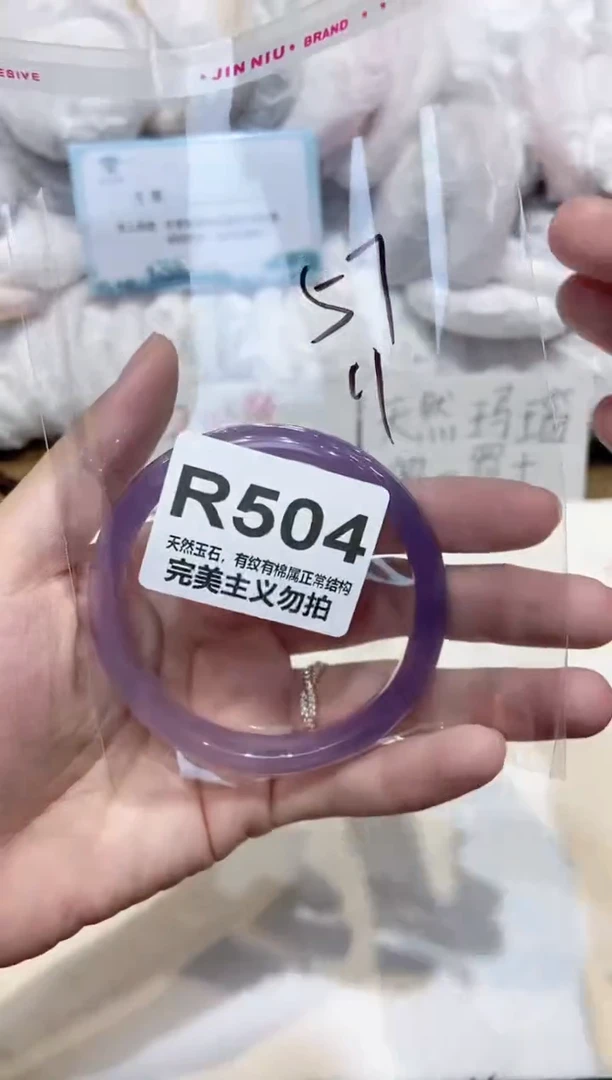 ESIVE
• JIN NIU • BRAND • •
57
天然玛瑙
R504
天然玉石，有纹有棉属正常结构
完美主义勿拍